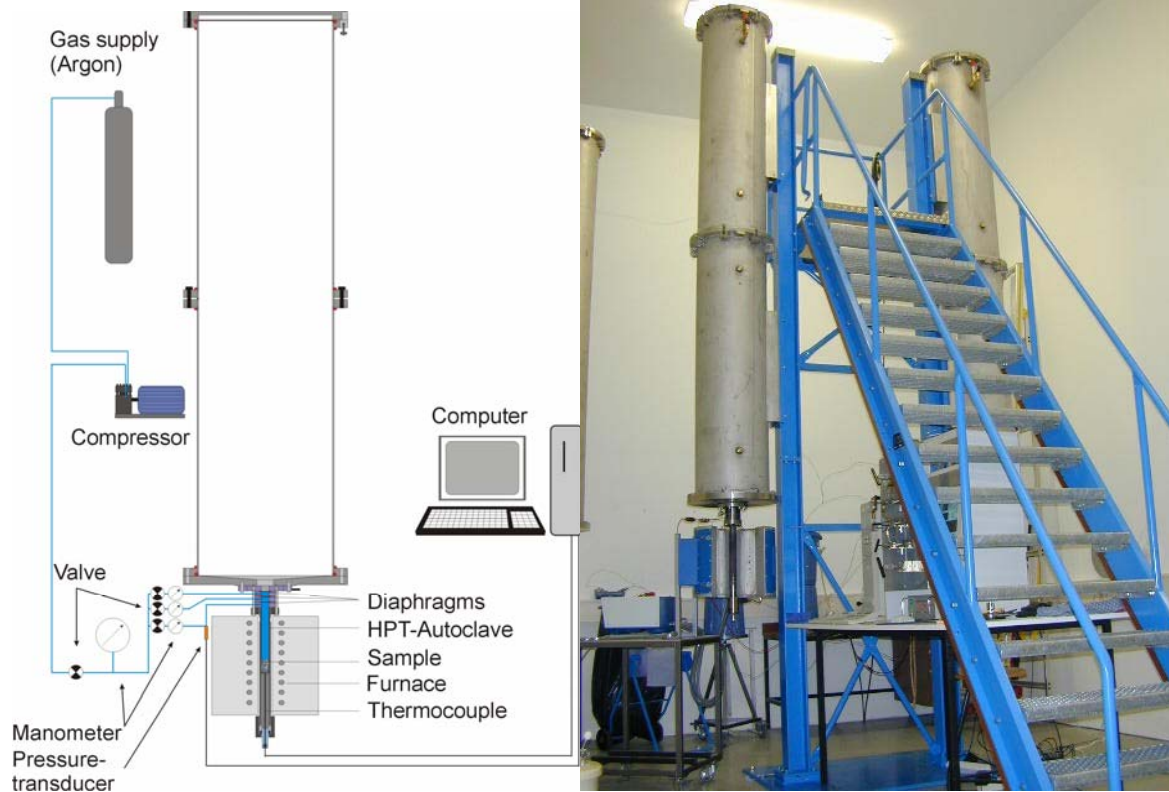 Gas supply
(Argon)
Compressor
Computer
Valve
Diaphragms
HPT-Autoclave
Sample
Furnace
Thermocouple
Manometer
Pressure-
transducer